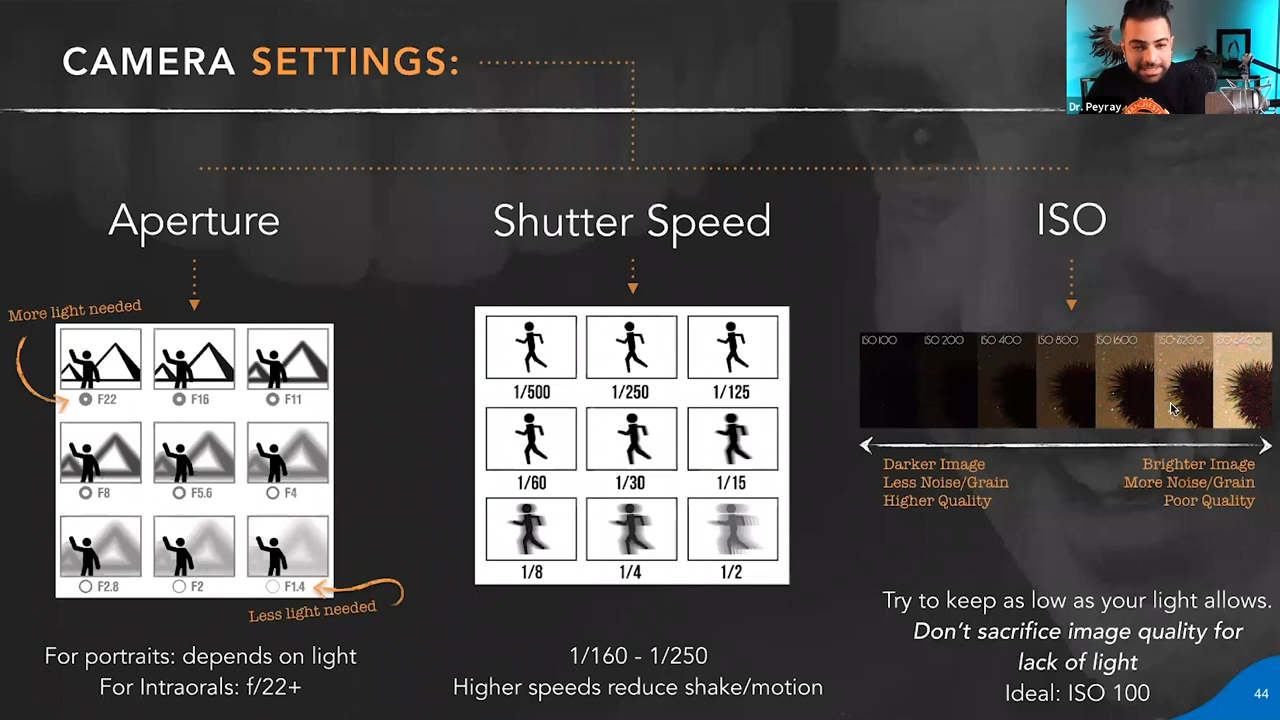 CAMERA SETTINGS:
Dr. Peyray
MANCHESTER
Aperture
Shutter Speed
ISO
More light needed
F22
F16
F11
F8
F5.6
F4
F2.8
F2
F1.4
Less light needed
For portraits: depends on light
For Intraorals: f/22+
1/500
1/250
1/125
1/60
1/30
1/15
1/8
1/4
1/2
1/160 - 1/250
Higher speeds reduce shake/motion
ISO 100
ISO 200
ISO 400
ISO 800
ISO 1600
ISO 3200
ISO 6400
Darker Image
Less Noise/Grain
Higher Quality
Brighter Image
More Noise/Grain
Poor Quality
Try to keep as low as your light allows.
Don't sacrifice image quality for
lack of light
Ideal: ISO 100
44